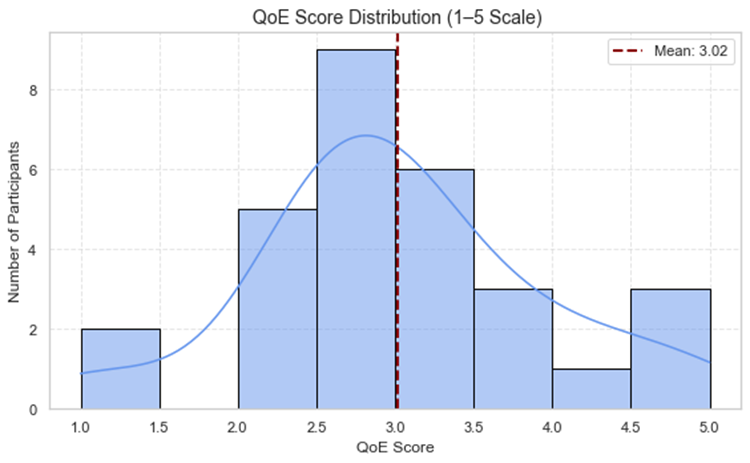 QoE Score Distribution (1–5 Scale)
Mean: 3.02
Number of Participants
8
6
4
2
0
1.0 1.5 2.0 2.5 3.0 3.5 4.0 4.5 5.0
QoE Score